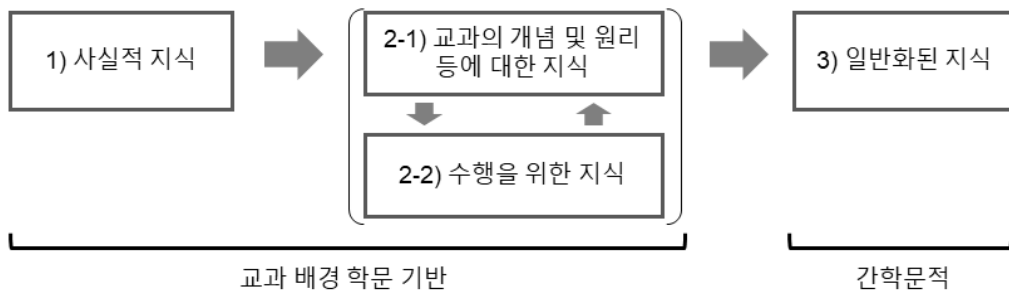 1) 사실적 지식
2-1) 교과의 개념 및 원리
등에 대한 지식
2-2) 수행을 위한 지식
3) 일반화된 지식
교과 배경 학문 기반
간학문적